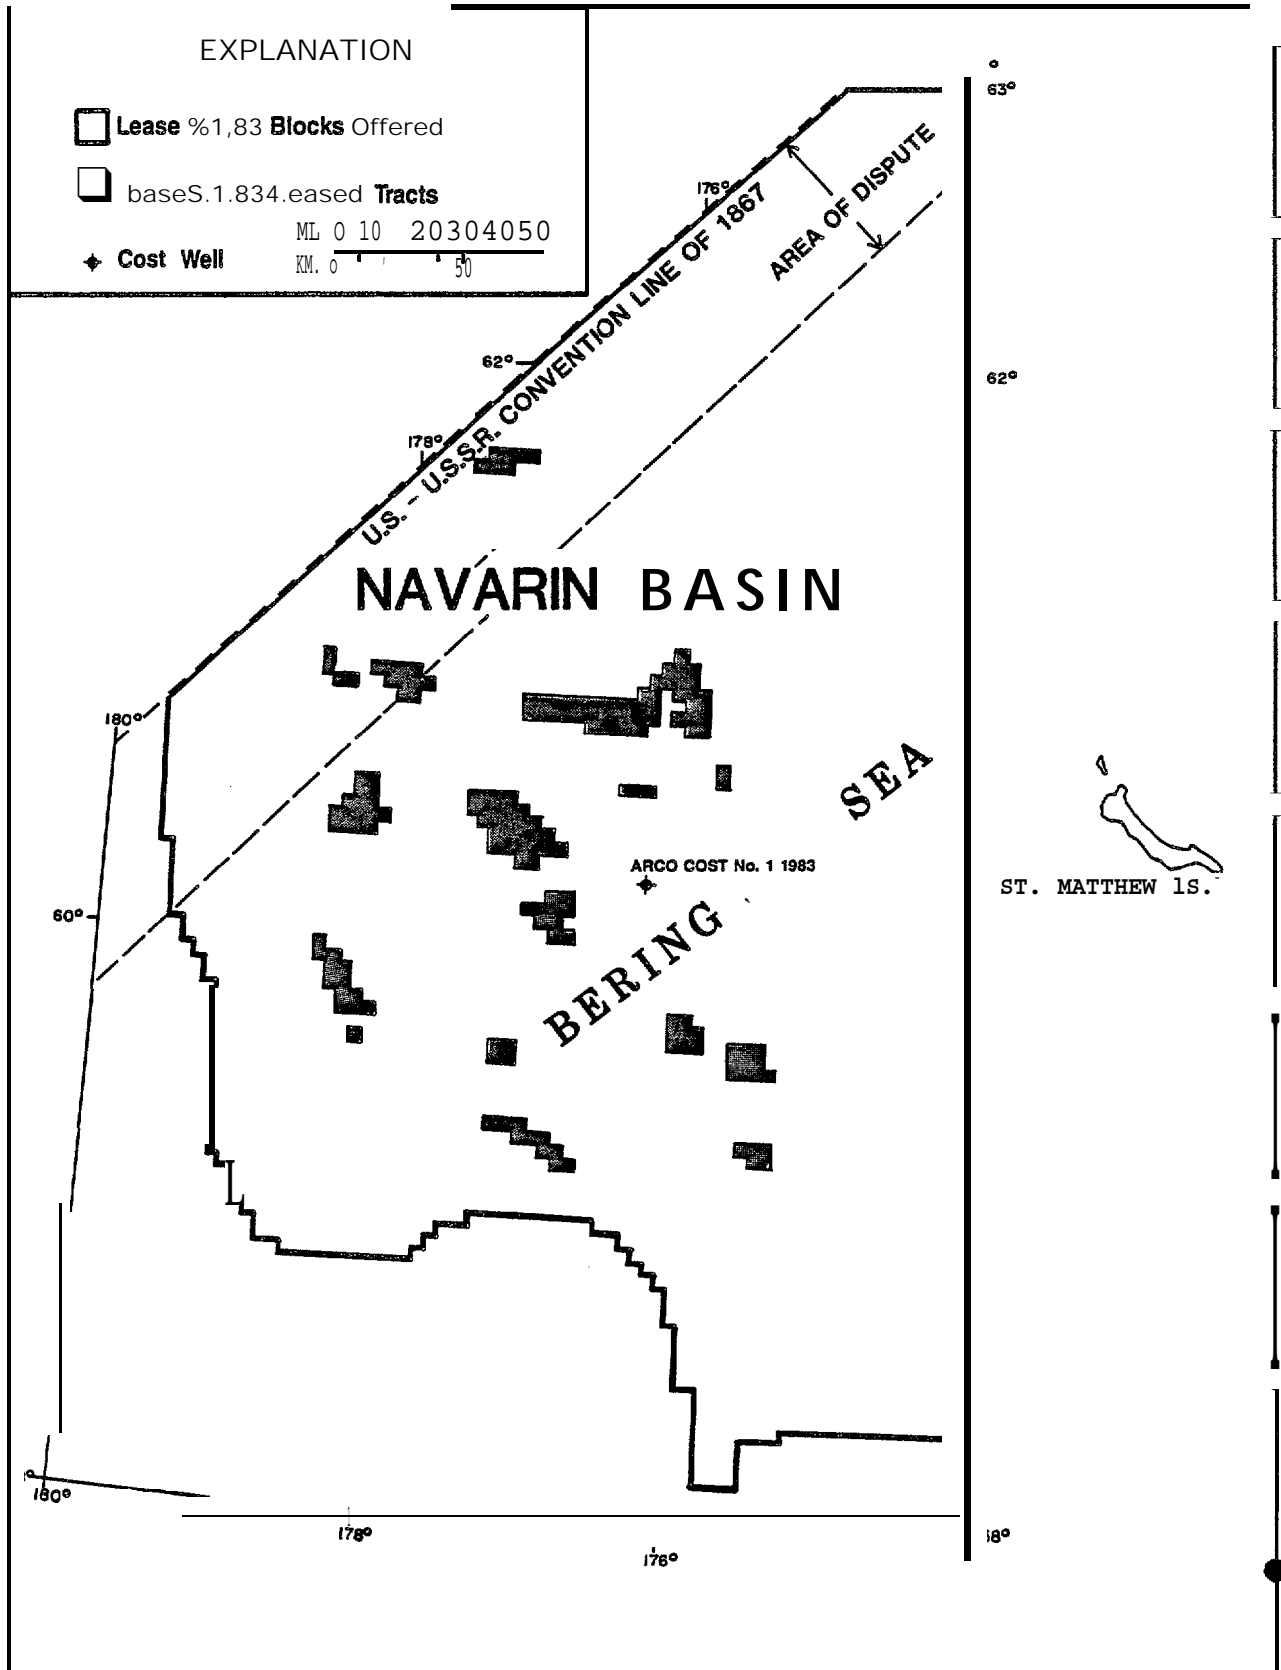 EXPLANATION
Lease %1,83 Blocks Offered
baseS.1.834.eased Tracts
ML 0 10 20304050
KM. 0 50
Cost Well
63°
176°
AREA OF DISPUTE
U.S. - U.S.S.R. CONVENTION LINE OF 1867
62°
62°
178°
NAVARIN BASIN
180°
SEA
ARCO COST No. 1 1983
ST. MATTHEW 1S.
60°
BERING
180°
178°
176°
58°